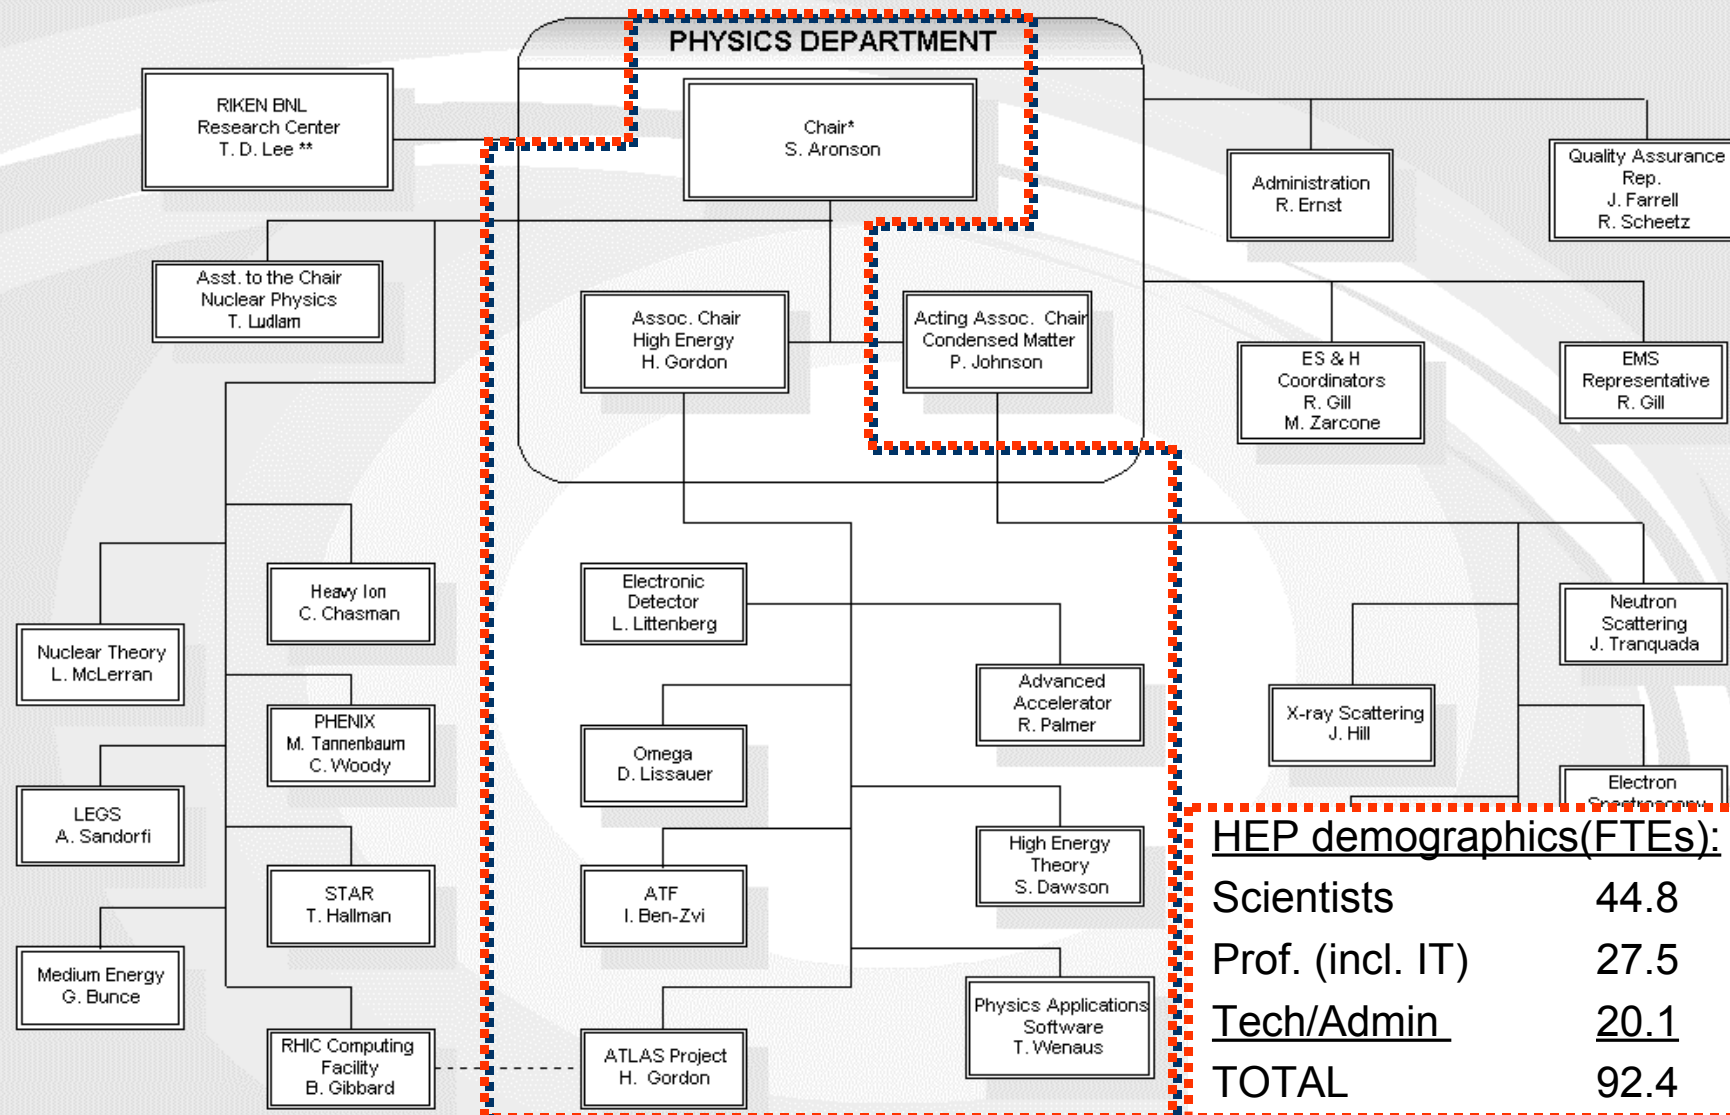 PHYSICS DEPARTMENT
RIKEN BNL
Research Center
T. D. Lee **
Chair*
S. Aronson
Administration
R. Ernst
Quality Assurance
Rep.
J. Farrell
R. Scheetz
Asst. to the Chair
Nuclear Physics
T. Ludlam
Assoc. Chair
High Energy
H. Gordon
Acting Assoc. Chair
Condensed Matter
P. Johnson
ES & H
Coordinators
R. Gill
M. Zarcone
EMS
Representative
R. Gill
Heavy Ion
C. Chasman
Nuclear Theory
L. McLerran
PHENIX
M. Tannenbaum
C. Woody
LEGS
A. Sandorfi
STAR
T. Hallman
Medium Energy
G. Bunce
RHIC Computing
Facility
B. Gibbard
Electronic
Detector
L. Littenberg
Advanced
Accelerator
R. Palmer
Omega
D. Lissauer
High Energy
Theory
S. Dawson
ATF
I. Ben-Zvi
Physics Applications
Software
T. Wenaus
ATLAS Project
H. Gordon
Neutron
Scattering
J. Tranquada
X-ray Scattering
J. Hill
Electron
Spectroscopy
HEP demographics(FTEs):
Scientists 44.8
Prof. (incl. IT) 27.5
Tech/Admin 20.1
TOTAL 92.4